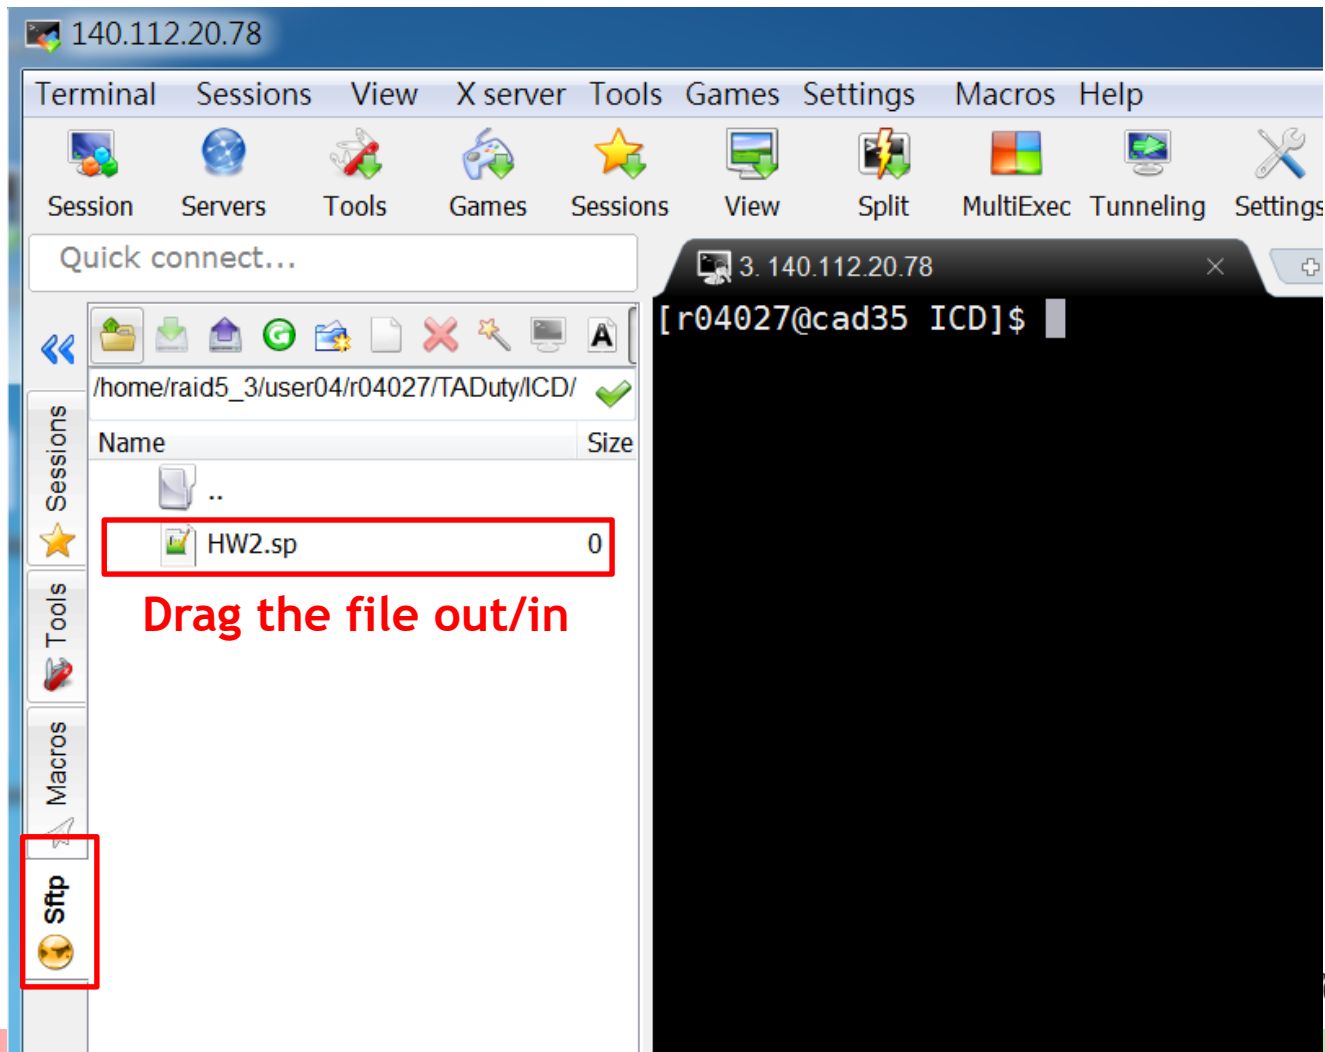 140.112.20.78
Terminal Sessions View X server Tools Games Settings Macros Help
Session Servers Tools Games Sessions View Split MultiExec Tunneling Settings
Quick connect...
3. 140.112.20.78
[r04027@cad35 ICD]$
/home/raid5_3/user04/r04027/TADuty/ICD/
Name Size
..
HW2.sp 0
Drag the file out/in
Sessions
Tools
Macros
Sftp